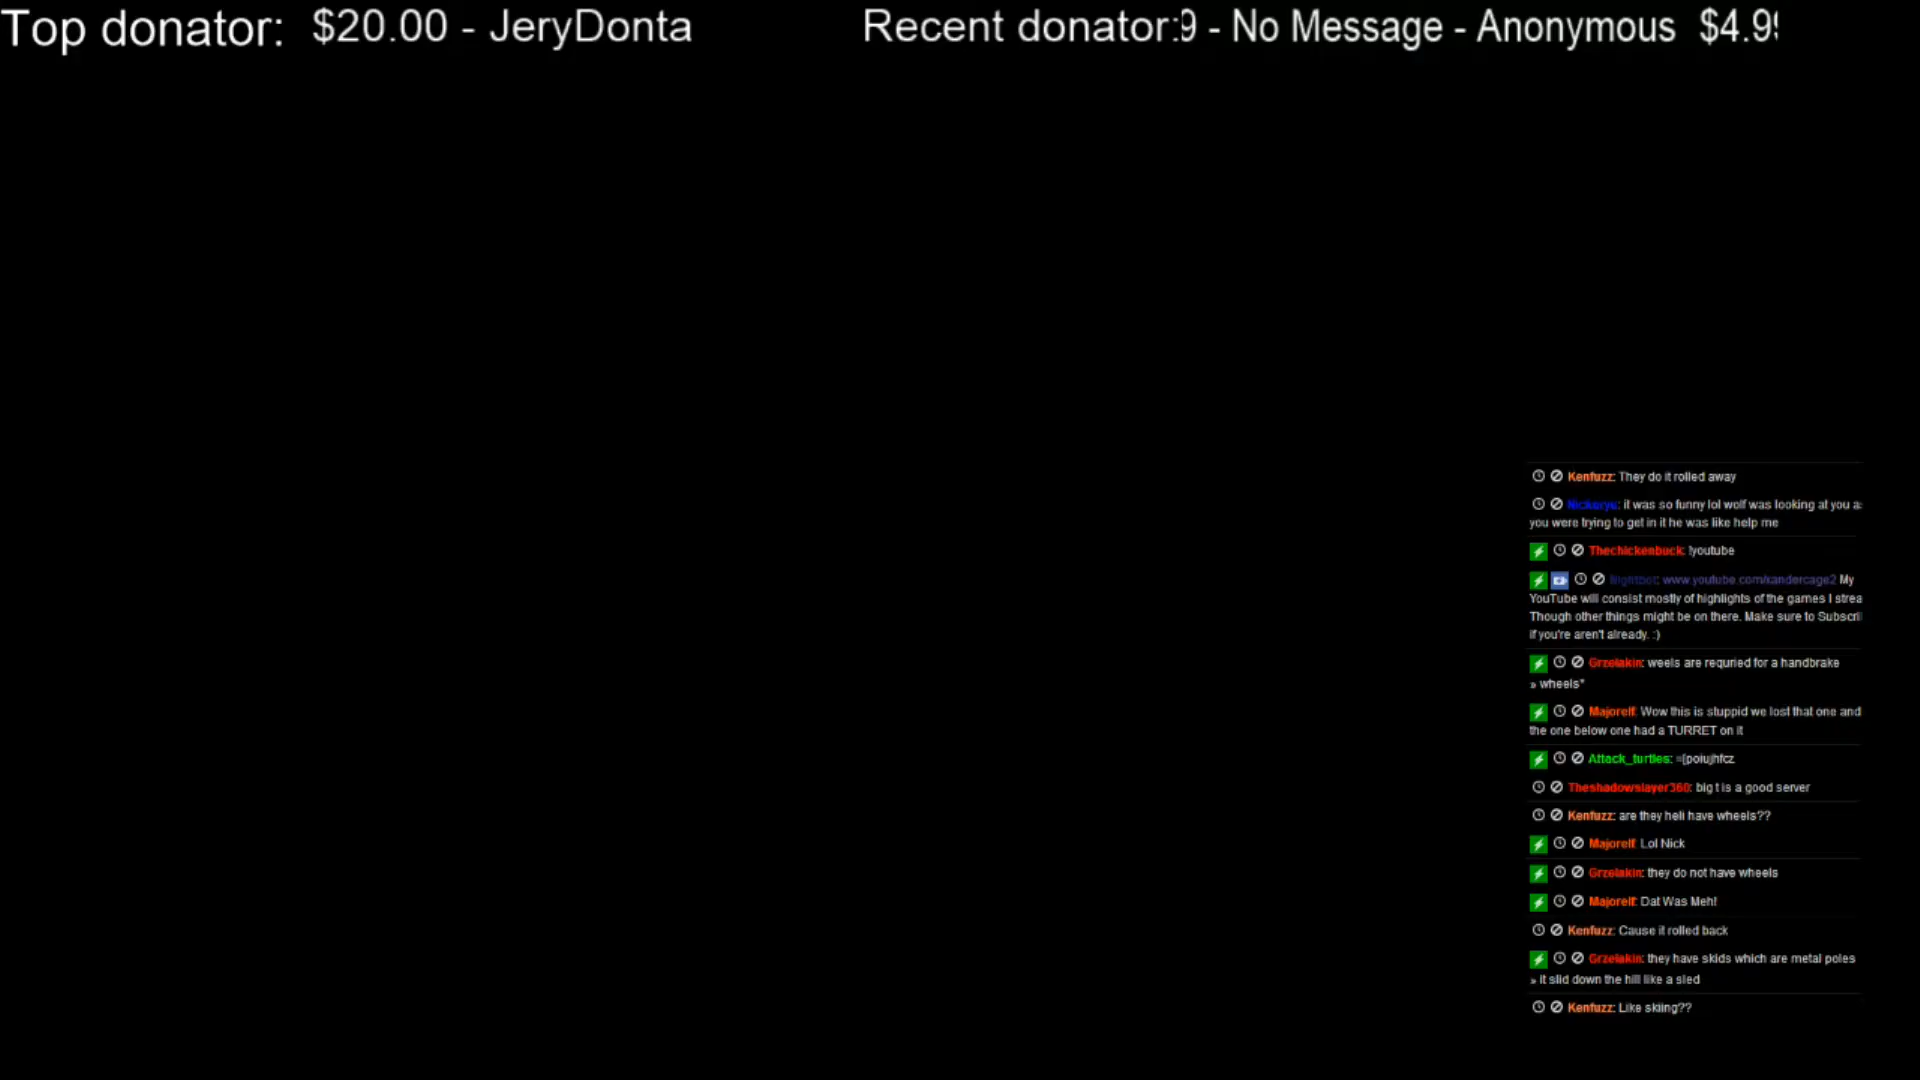 Top donator: $20.00 - JeryDonta
Recent donator:9 - No Message - Anonymous $4.9
Kenfuzz: They do it rolled away
Nickoryu: it was so funny lol wolf was looking at you a
you were trying to get in it he was like help me
Thechickenbuck: !youtube
Nightbot: www.youtube.com/xandercage2 My
YouTube will consist mostly of highlights of the games I strea
Though other things might be on there. Make sure to Subscri
if you're aren't already. :)
Grzelakin: weels are requried for a handbrake
» wheels*
Majorelf: Wow this is stuppid we lost that one and
the one below one had a TURRET on it
Attack_turtles: =[poiujhfcz
Theshadowslayer360: big t is a good server
Kenfuzz: are they heli have wheels??
Majorelf: Lol Nick
Grzelakin: they do not have wheels
Majorelf: Dat Was Meh!
Kenfuzz: Cause it rolled back
Grzelakin: they have skids which are metal poles
» it slid down the hill like a sled
Kenfuzz: Like skiing??